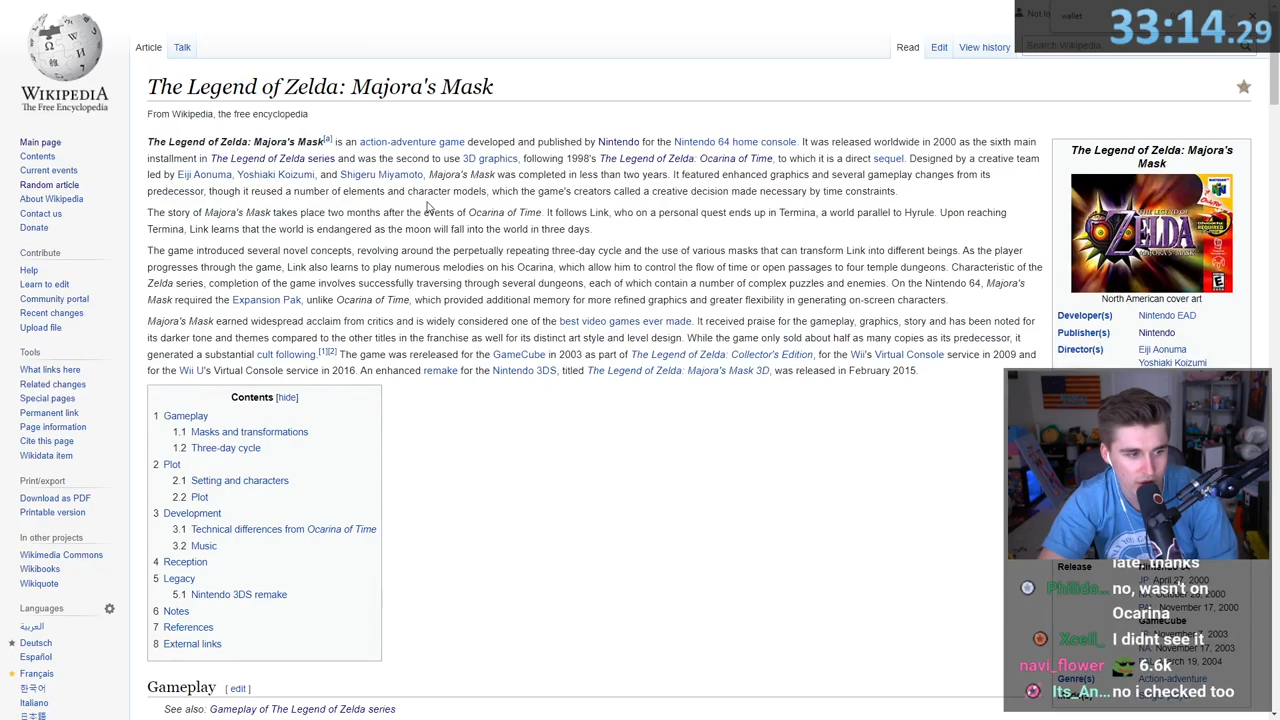 WIKIPEDIA
The Free Encyclopedia
Main page
Contents
Current events
Random article
About Wikipedia
Contact us
Donate
Contribute
Help
Learn to edit
Community portal
Recent changes
Upload file
Tools
What links here
Related changes
Special pages
Permanent link
Page information
Cite this page
Wikidata item
Print/export
Download as PDF
Printable version
In other projects
Wikimedia Commons
Wikibooks
Wikiquote
Languages
العربية
Deutsch
Español
Français
한국어
Italiano
日本語
Article Talk
Read Edit View history
Not lo
wallet
Search Wikipedia
33:14.29
The Legend of Zelda: Majora's Mask
From Wikipedia, the free encyclopedia
The Legend of Zelda: Majora's Mask[a] is an action-adventure game developed and published by Nintendo for the Nintendo 64 home console. It was released worldwide in 2000 as the sixth main
installment in The Legend of Zelda series and was the second to use 3D graphics, following 1998's The Legend of Zelda: Ocarina of Time, to which it is a direct sequel. Designed by a creative team
led by Eiji Aonuma, Yoshiaki Koizumi, and Shigeru Miyamoto, Majora's Mask was completed in less than two years. It featured enhanced graphics and several gameplay changes from its
predecessor, though it reused a number of elements and character models, which the game's creators called a creative decision made necessary by time constraints.
The story of Majora's Mask takes place two months after the events of Ocarina of Time. It follows Link, who on a personal quest ends up in Termina, a world parallel to Hyrule. Upon reaching
Termina, Link learns that the world is endangered as the moon will fall into the world in three days.
The game introduced several novel concepts, revolving around the perpetually repeating three-day cycle and the use of various masks that can transform Link into different beings. As the player
progresses through the game, Link also learns to play numerous melodies on his Ocarina, which allow him to control the flow of time or open passages to four temple dungeons. Characteristic of the
Zelda series, completion of the game involves successfully traversing through several dungeons, each of which contain a number of complex puzzles and enemies. On the Nintendo 64, Majora's
Mask required the Expansion Pak, unlike Ocarina of Time, which provided additional memory for more refined graphics and greater flexibility in generating on-screen characters.
Majora's Mask earned widespread acclaim from critics and is widely considered one of the best video games ever made. It received praise for the gameplay, graphics, story and has been noted for
its darker tone and themes compared to the other titles in the franchise as well for its distinct art style and level design. While the game only sold about half as many copies as its predecessor, it
generated a substantial cult following.[1][2] The game was rereleased for the GameCube in 2003 as part of The Legend of Zelda: Collector's Edition, for the Wii's Virtual Console service in 2009 and
for the Wii U's Virtual Console service in 2016. An enhanced remake for the Nintendo 3DS, titled The Legend of Zelda: Majora's Mask 3D, was released in February 2015.
Contents [hide]
1 Gameplay
1.1 Masks and transformations
1.2 Three-day cycle
2 Plot
2.1 Setting and characters
2.2 Plot
3 Development
3.1 Technical differences from Ocarina of Time
3.2 Music
4 Reception
5 Legacy
5.1 Nintendo 3DS remake
6 Notes
7 References
8 External links
Gameplay [ edit ]
See also: Gameplay of The Legend of Zelda series
The Legend of Zelda: Majora's
Mask
ZELDA
North American cover art
Developer(s) Nintendo EAD
Publisher(s) Nintendo
Director(s) Eiji Aonuma
Yoshiaki Koizumi
Release
JP: April 27, 2000
November 17, 2000
GameCube
NA: November 17, 2003
March 19, 2004
Genre(s) Action-adventure
late, thanks
Philido... no, wasn't on
Ocarina
Xcell_ I didnt see it
navi_flower 6.6k
Its_An... no i checked too